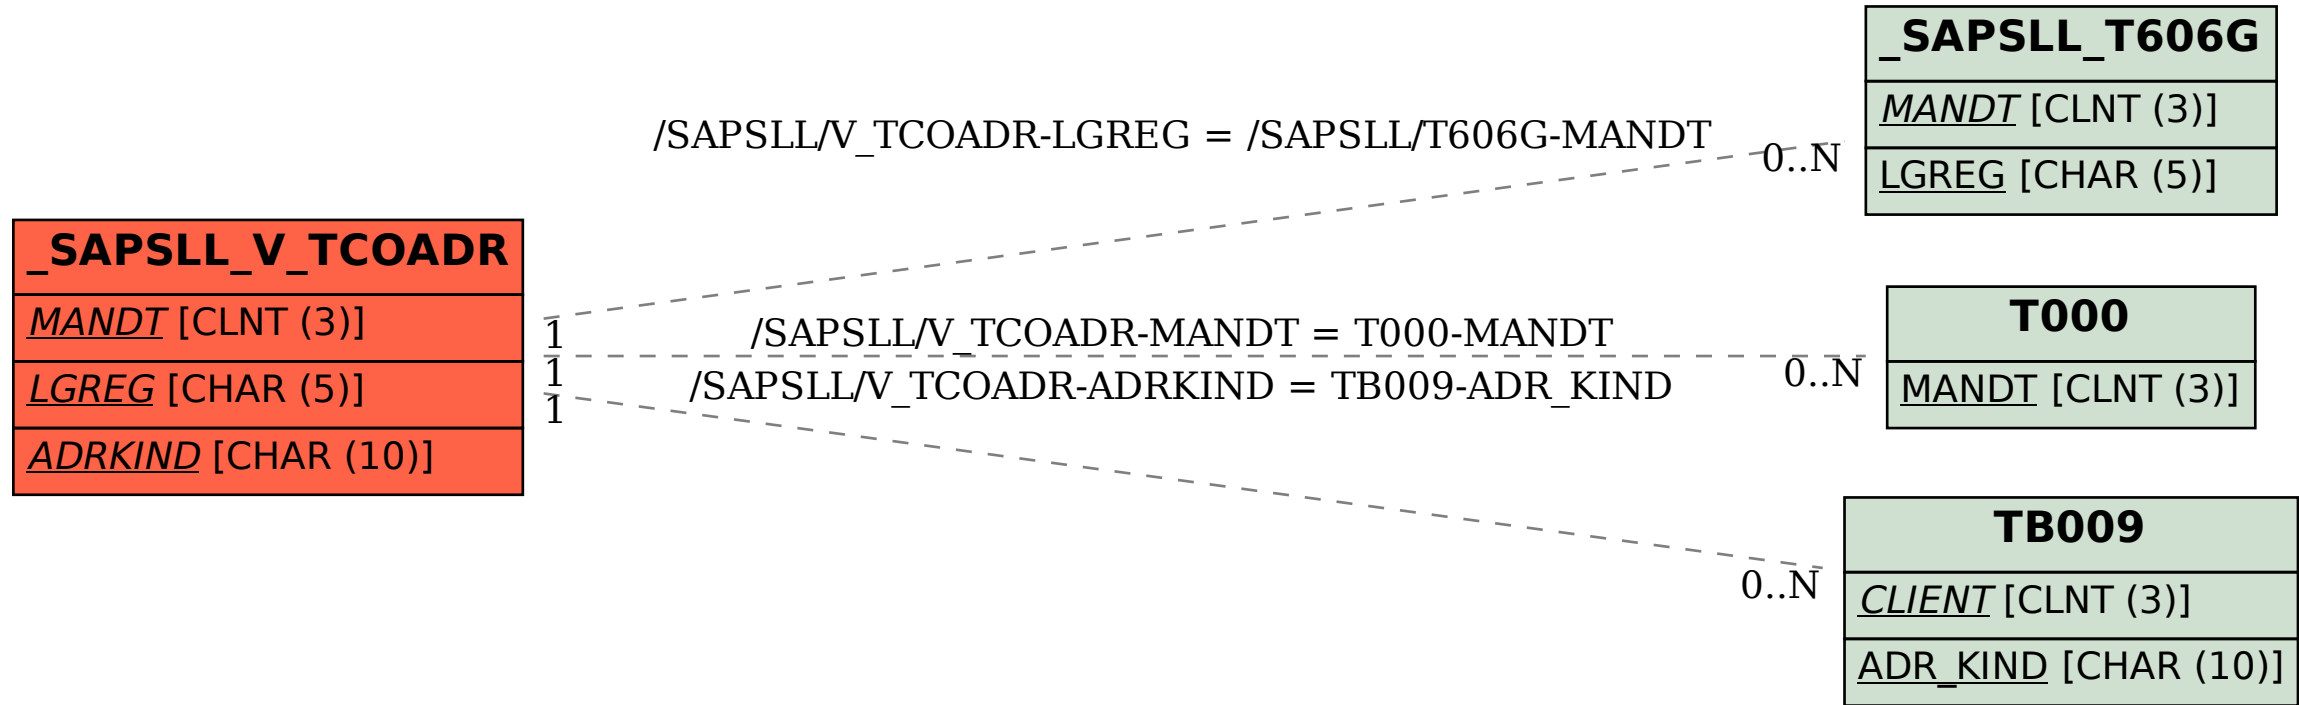 _SAPSLL_V_TCOADR
MANDT [CLNT (3)]
LGREG [CHAR (5)]
ADRKIND [CHAR (10)]
/SAPSLL/V_TCOADR-LGREG = /SAPSLL/T606G-MANDT
0..N
1
/SAPSLL/V_TCOADR-MANDT = T000-MANDT
0..N
1
/SAPSLL/V_TCOADR-ADRKIND = TB009-ADR_KIND
0..N
1
_SAPSLL_T606G
MANDT [CLNT (3)]
LGREG [CHAR (5)]
T000
MANDT [CLNT (3)]
TB009
CLIENT [CLNT (3)]
ADR_KIND [CHAR (10)]